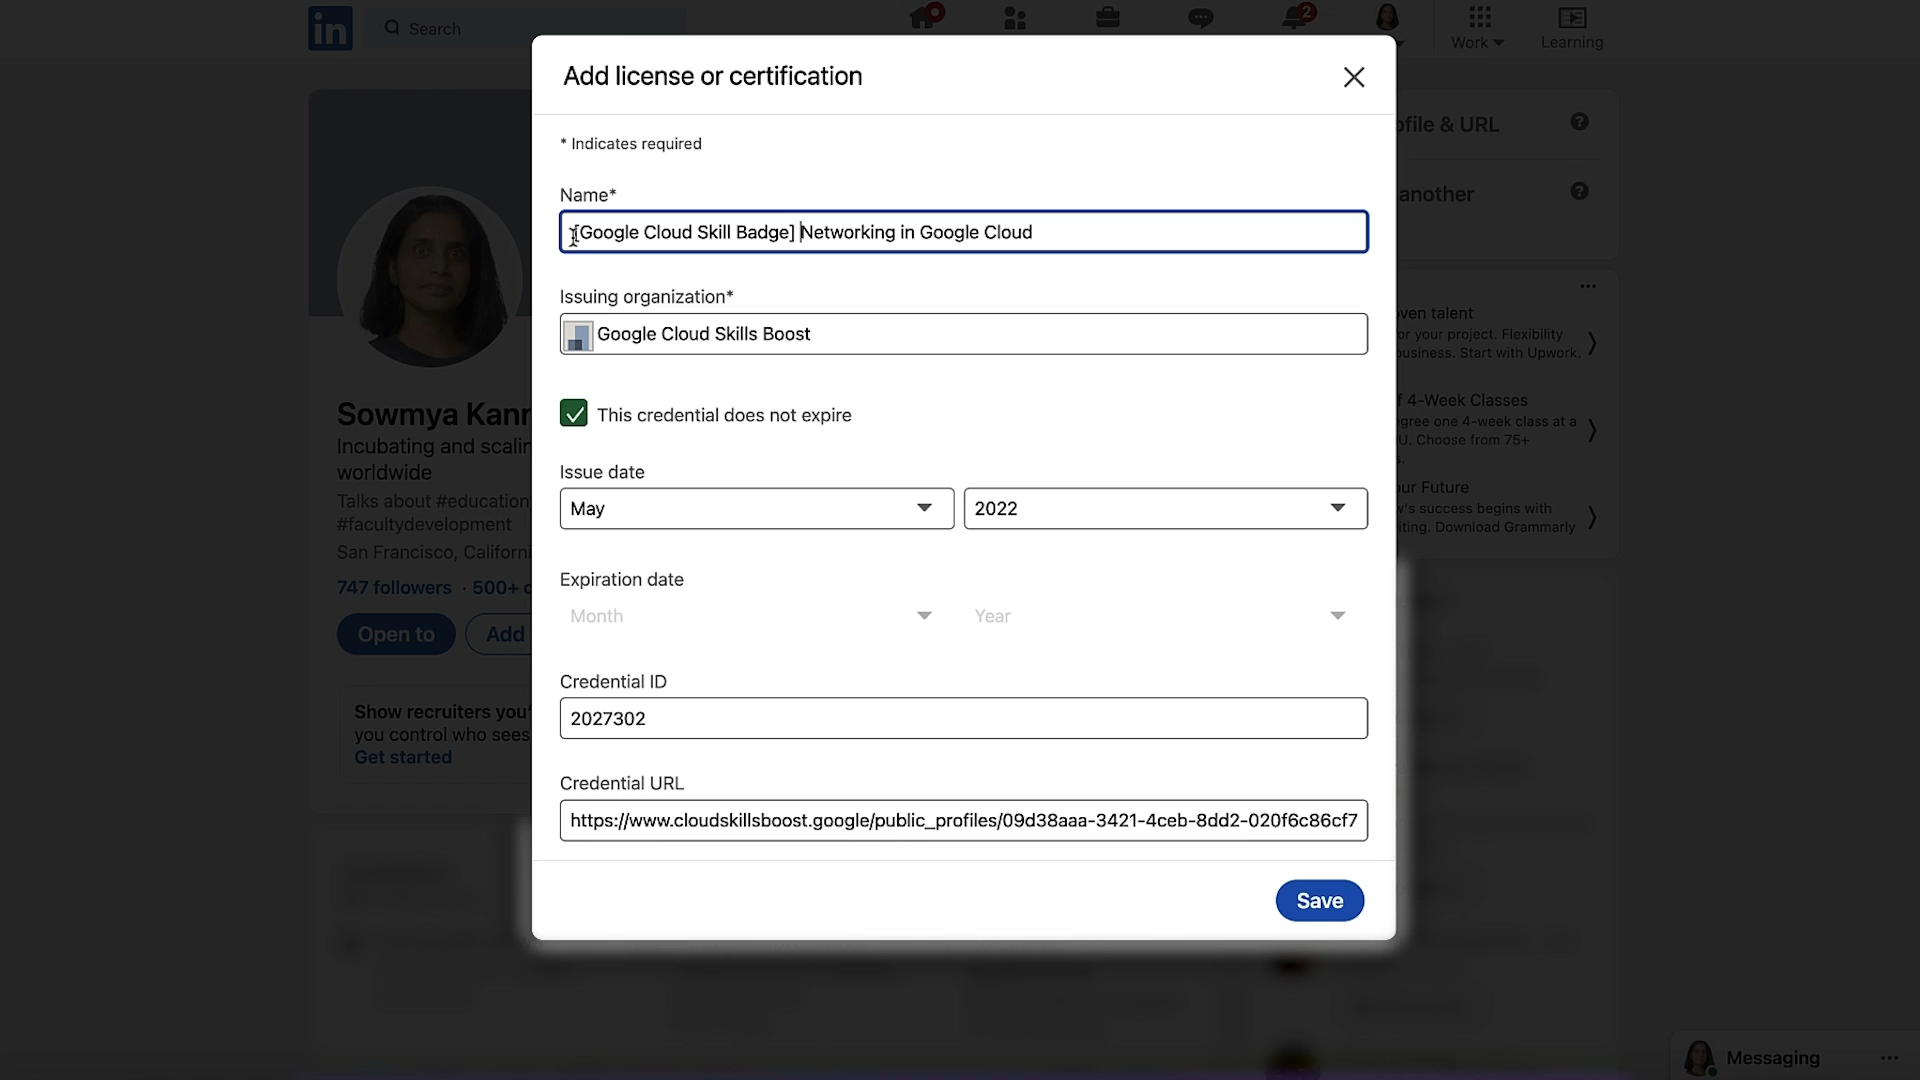 in
Search
2
Work
Learning
Add license or certification
* Indicates required
Name*
[Google Cloud Skill Badge] Networking in Google Cloud
Issuing organization*
Google Cloud Skills Boost
This credential does not expire
Issue date
May
2022
Expiration date
Month
Year
Credential ID
2027302
Credential URL
https://www.cloudskillsboost.google/public_profiles/09d38aaa-3421-4ceb-8dd2-020f6c86cf7
Save
Sowmya Kann
Incubating and scalin
worldwide
Talks about #education
#facultydevelopment
San Francisco, Californi
747 followers · 500+ c
Open to
Add
Show recruiters you'
you control who sees
Get started
ofile & URL
another
ven talent
or your project. Flexibility
business. Start with Upwork.
f 4-Week Classes
gree one 4-week class at a
U. Choose from 75+
s.
ur Future
w's success begins with
iting. Download Grammarly
Messaging